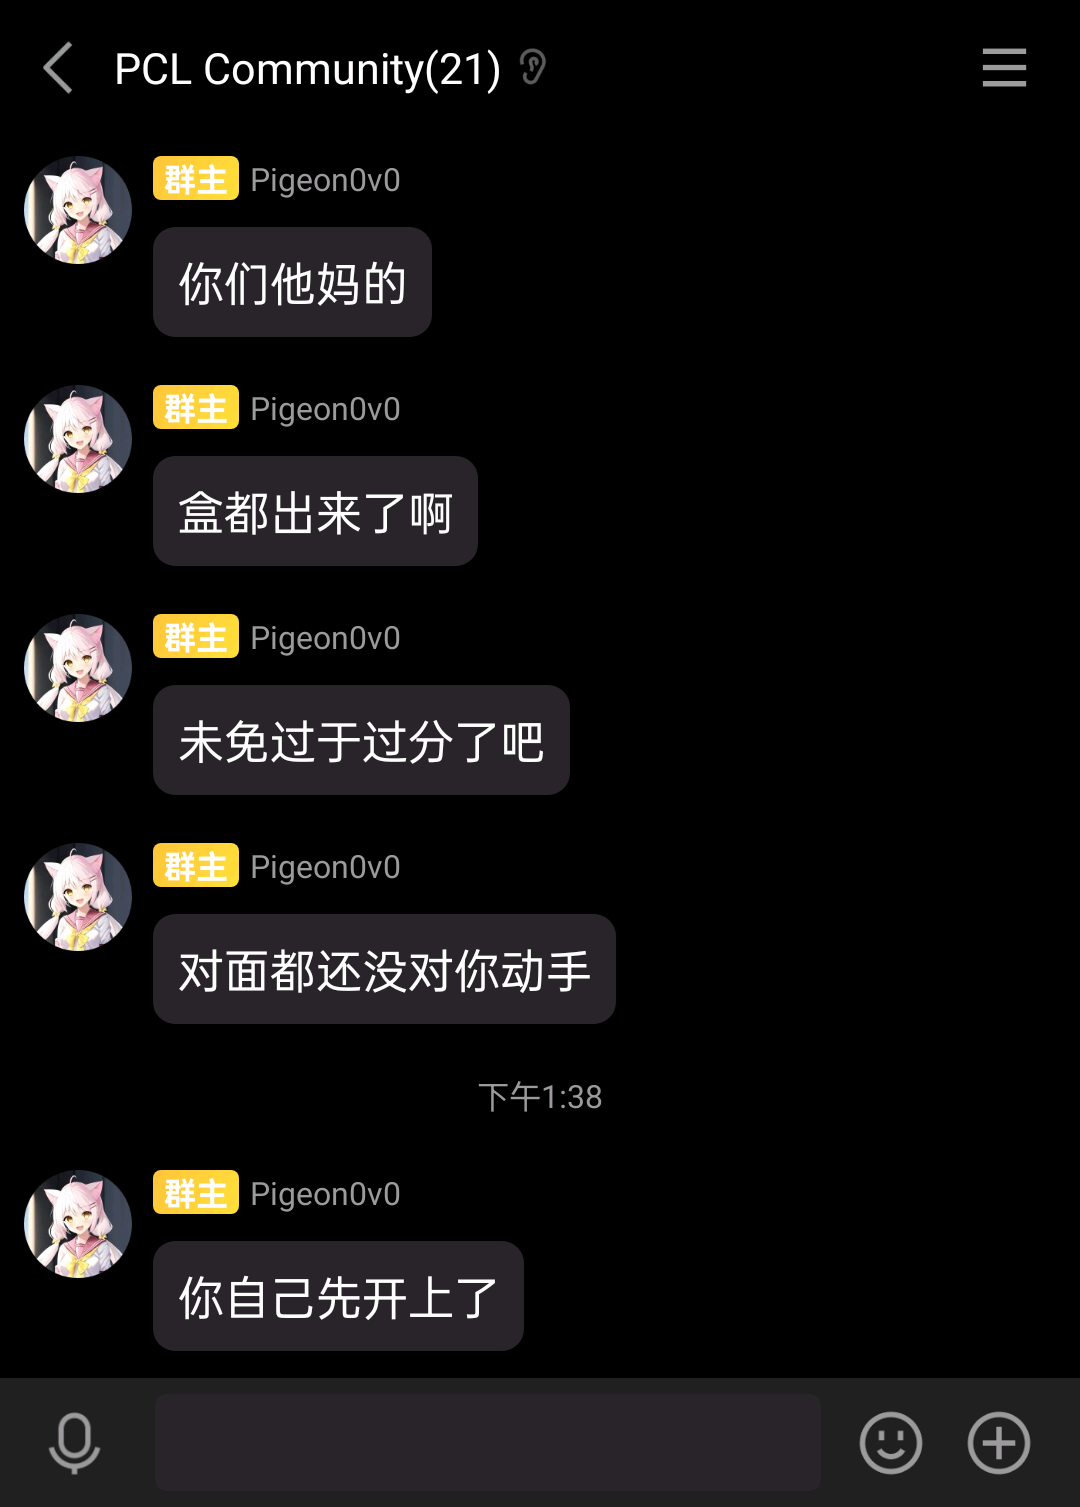 PCL Community(21)
群主 Pigeon0v0
你们他妈的
群主 Pigeon0v0
盒都出来了啊
群主 Pigeon0v0
未免过于过分了吧
群主 Pigeon0v0
对面都还没对你动手
下午1:38
群主 Pigeon0v0
你自己先开上了